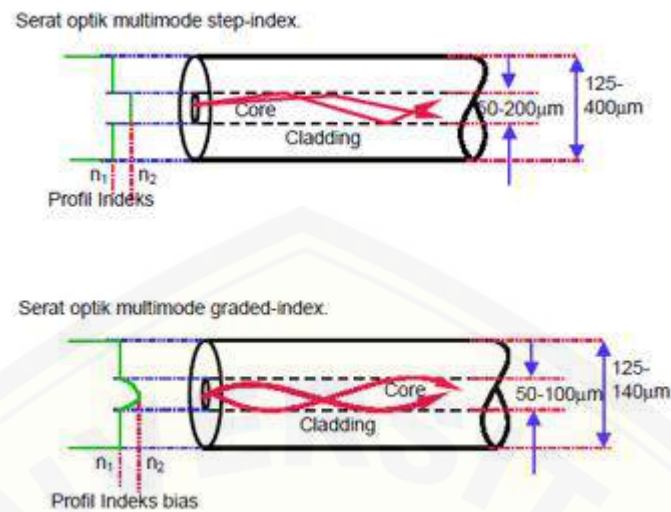 Serat optik multimode step-index.
Core
Cladding
50-200μm
125-
400μm
n1 n2
Profil Indeks
Serat optik multimode graded-index.
Core
Cladding
50-100μm
125-
140μm
n1 n2
Profil Indeks bias
UNIVERSIT